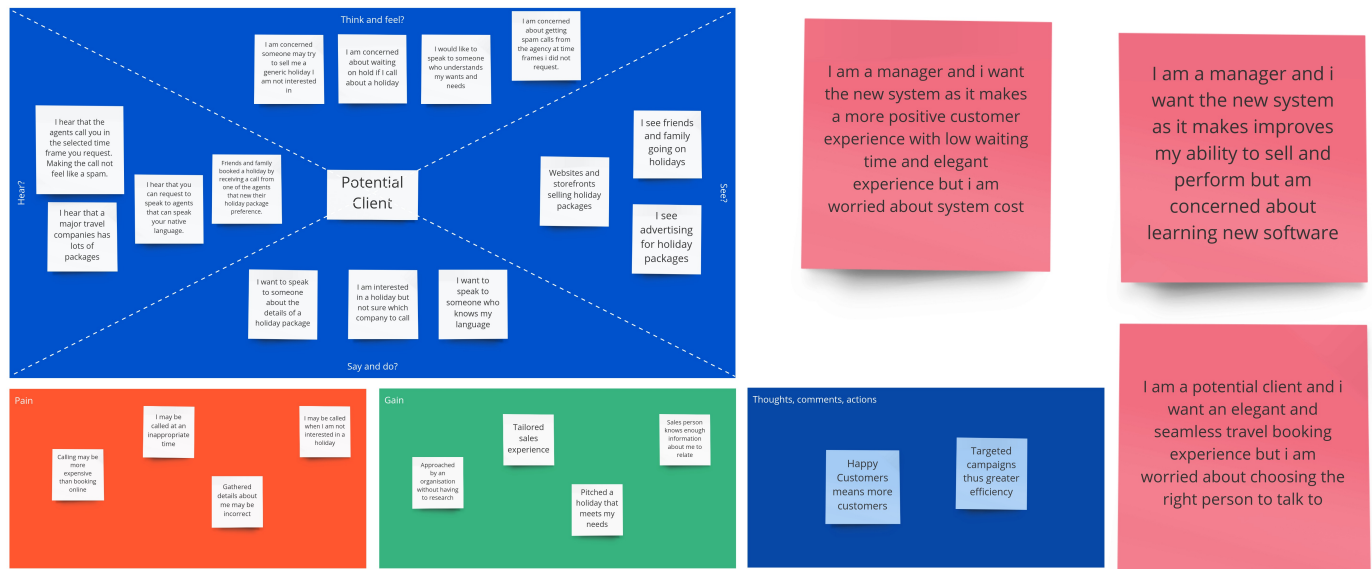 Think and feel?
I am concerned
someone may try
to sell me a
generic holiday I
am not interested
in
I am concerned
about waiting
on hold if I call
about a holiday
I would like to
speak to someone
who understands
my wants and
needs
I am concerned
about getting
spam calls from
the agency at time
frames i did not
request.
Hear?
I hear that the
agents call you in
the selected time
frame you request.
Making the call not
feel like a spam.
I hear that a
major travel
companies has
lots of
packages
I hear that you
can request to
speak to agents
that can speak
your native
language.
Friends and family
booked a holiday by
receiving a call from
one of the agents
that new their
holiday package
preference.
Potential
Client
Websites and
storefronts
selling holiday
packages
I see friends
and family
going on
holidays
I see
advertising
for holiday
packages
See?
I want to speak
to someone
about the
details of a
holiday package
I am interested
in a holiday but
not sure which
company to call
I want to
speak to
someone who
knows my
language
Say and do?
Pain
Calling may be
more
expensive
than booking
online
I may be
called at an
inappropriate
time
Gathered
details about
me may be
incorrect
I may be called
when I am not
interested in a
holiday
Gain
Approached
by an
organisation
without having
to research
Tailored
sales
experience
Pitched a
holiday that
meets my
needs
Sales person
knows enough
information
about me to
relate
Thoughts, comments, actions
Happy
Customers
means more
customers
Targeted
campaigns
thus greater
efficiency
I am a manager and i want
the new system as it makes
a more positive customer
experience with low waiting
time and elegant
experience but i am
worried about system cost
I am a manager and i
want the new system
as it makes improves
my ability to sell and
perform but am
concerned about
learning new software
I am a potential client and i
want an elegant and
seamless travel booking
experience but i am
worried about choosing the
right person to talk to